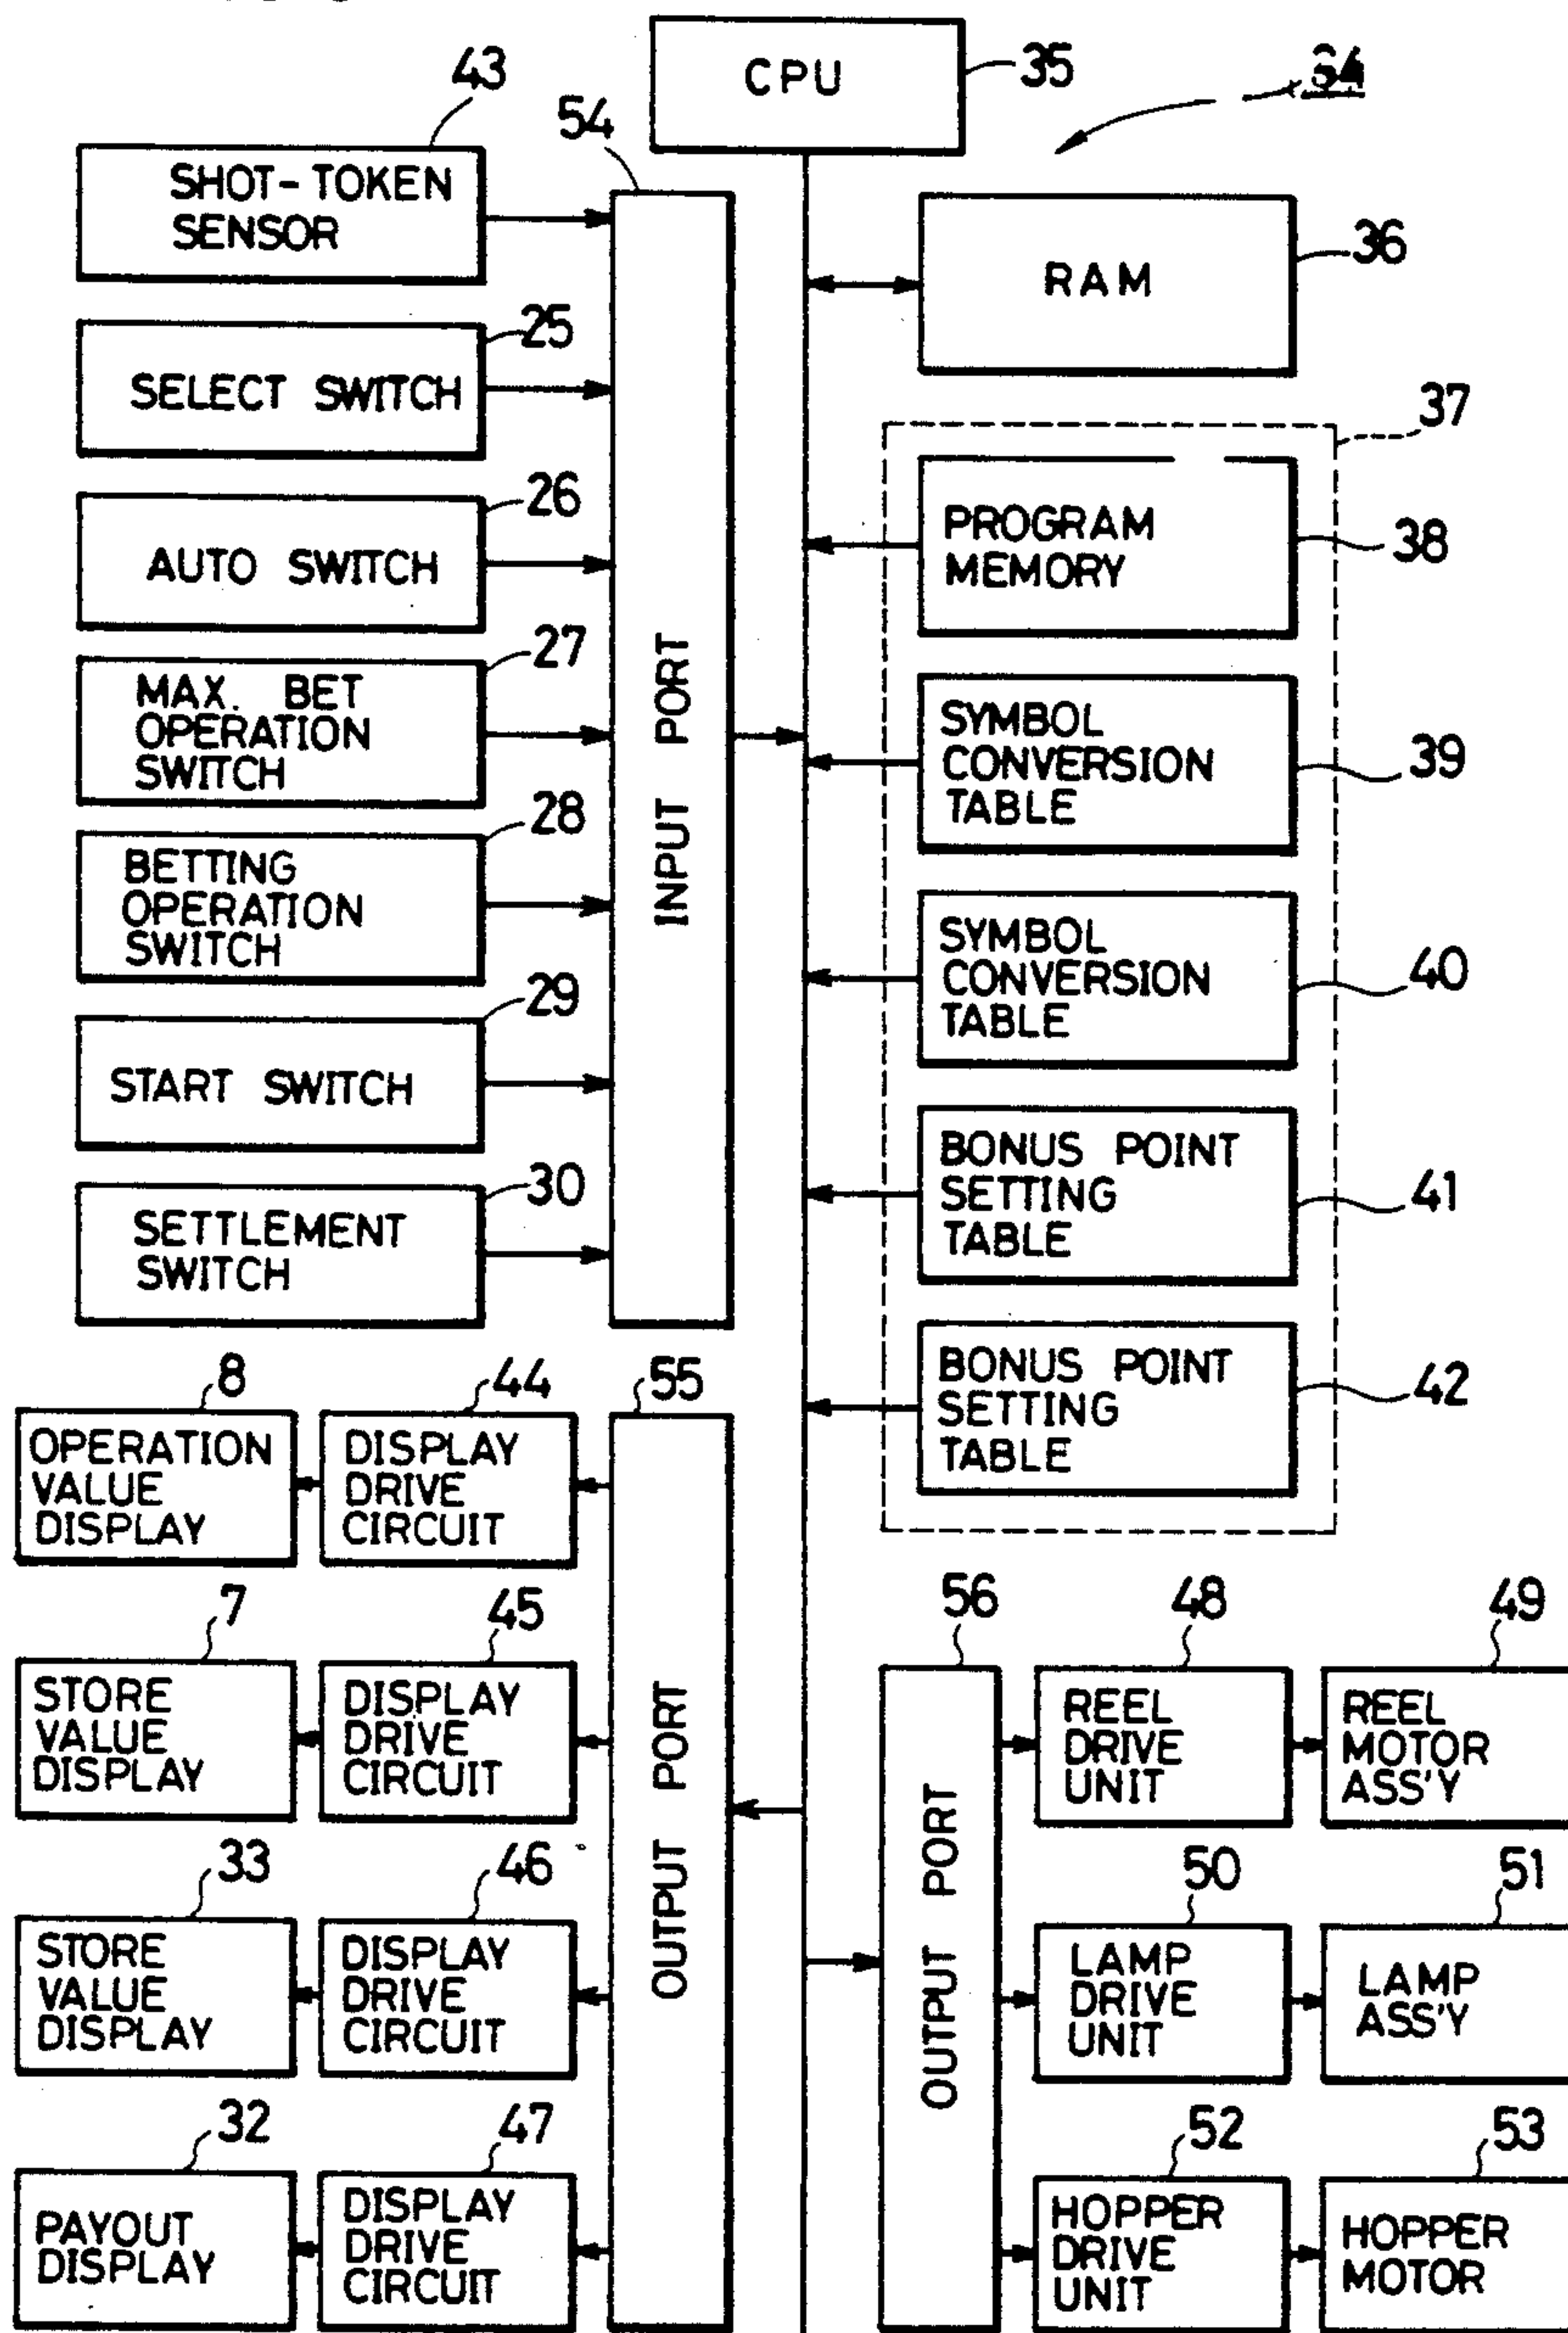 CPU
35
34
43
54
SHOT-TOKEN
SENSOR
RAM
36
25
SELECT SWITCH
37
26
AUTO SWITCH
PROGRAM
MEMORY
38
27
MAX. BET
OPERATION
SWITCH
INPUT PORT
SYMBOL
CONVERSION
TABLE
39
28
BETTING
OPERATION
SWITCH
SYMBOL
CONVERSION
TABLE
40
29
START SWITCH
BONUS POINT
SETTING
TABLE
41
30
SETTLEMENT
SWITCH
BONUS POINT
SETTING
TABLE
42
8
44
55
OPERATION
VALUE
DISPLAY
DISPLAY
DRIVE
CIRCUIT
7
45
STORE
VALUE
DISPLAY
DISPLAY
DRIVE
CIRCUIT
OUTPUT PORT
33
46
STORE
VALUE
DISPLAY
DISPLAY
DRIVE
CIRCUIT
32
47
PAYOUT
DISPLAY
DISPLAY
DRIVE
CIRCUIT
56
48
49
REEL
DRIVE
UNIT
REEL
MOTOR
ASS'Y
OUTPUT PORT
50
51
LAMP
DRIVE
UNIT
LAMP
ASS'Y
52
53
HOPPER
DRIVE
UNIT
HOPPER
MOTOR